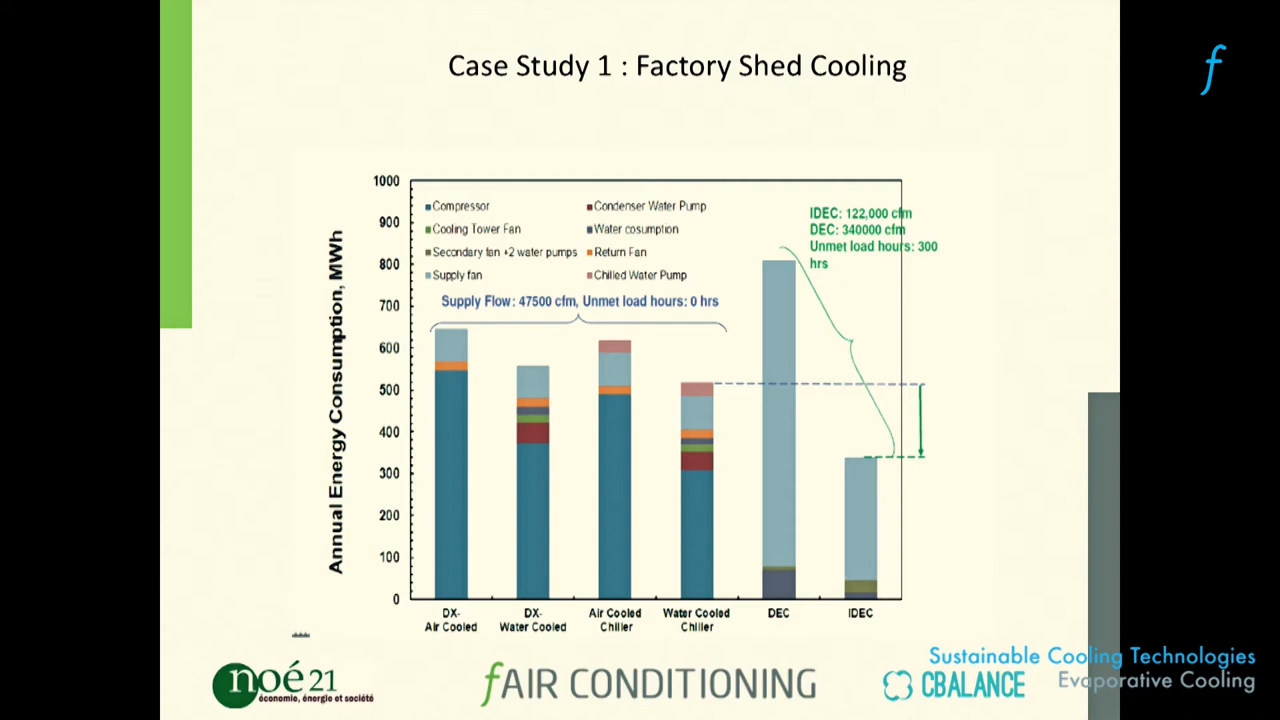 f
Case Study 1 : Factory Shed Cooling
1000
900
800
700
600
500
400
300
200
100
0
Annual Energy Consumption, MWh
Compressor
Condenser Water Pump
Cooling Tower Fan
Water cosumption
Secondary fan +2 water pumps
Return Fan
Supply fan
Chilled Water Pump
Supply Flow: 47500 cfm, Unmet load hours: 0 hrs
IDEC: 122,000 cfm
DEC: 340000 cfm
Unmet load hours: 300
hrs
DX-
Air Cooled
DX-
Water Cooled
Air Cooled
Chiller
Water Cooled
Chiller
DEC
IDEC
noé21
économie, énergie et société
fAIR CONDITIONING
Sustainable Cooling Technologies
CBALANCE
Evaporative Cooling